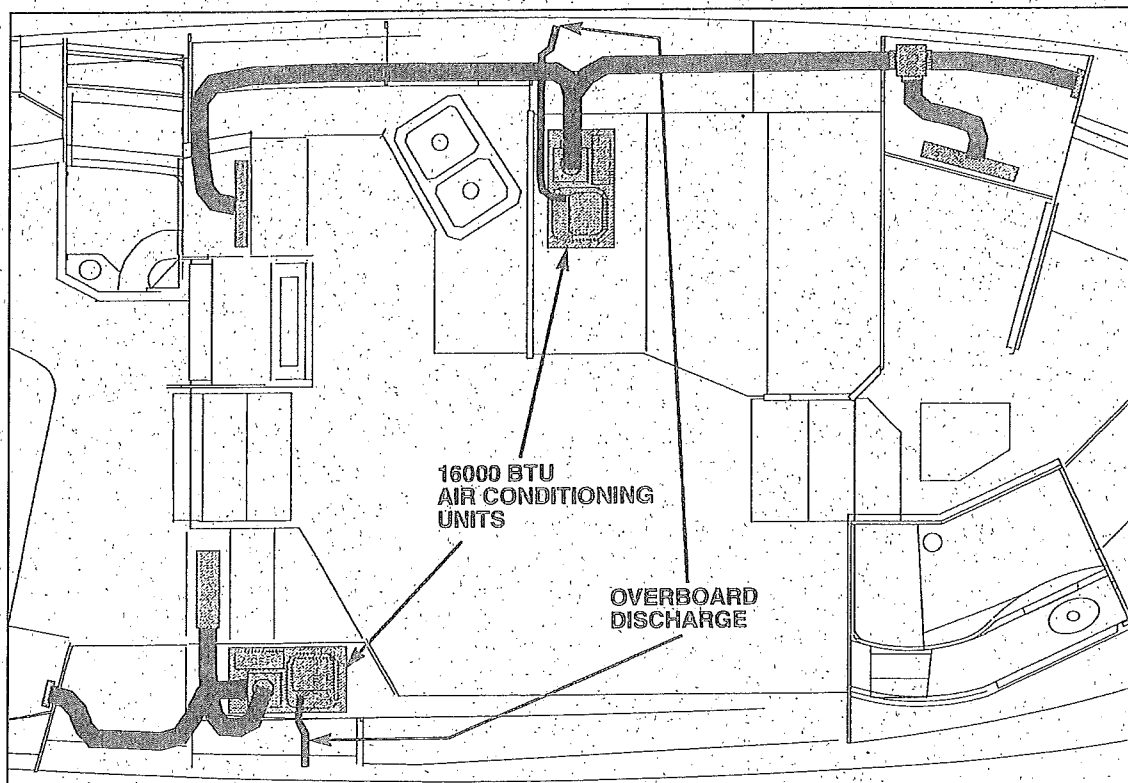 16000 BTU
AIR CONDITIONING
UNITS
OVERBOARD
DISCHARGE